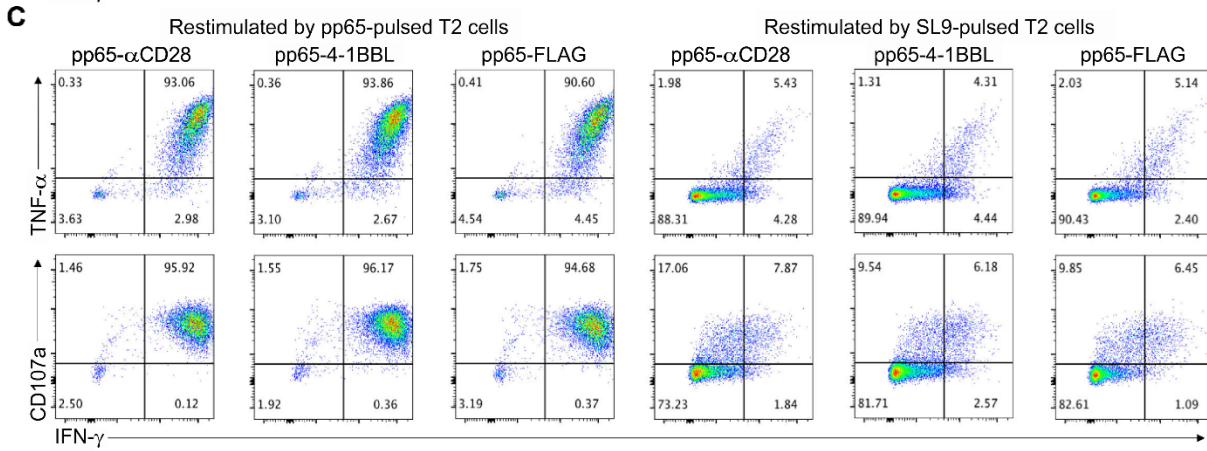 C
Restimulated by pp65-pulsed T2 cells Restimulated by SL9-pulsed T2 cells
pp65-αCD28 pp65-4-1BBL pp65-FLAG pp65-αCD28 pp65-4-1BBL pp65-FLAG
0.33 93.06 0.36 93.86 0.41 90.60 1.98 5.43 1.31 4.31 2.03 5.14
TNF-α
3.63 2.98 3.10 2.67 4.54 4.45 88.31 4.28 89.94 4.44 90.43 2.40
1.46 95.92 1.55 96.17 1.75 94.68 17.06 7.87 9.54 6.18 9.85 6.45
CD107a
2.50 0.12 1.92 0.36 3.19 0.37 73.23 1.84 81.71 2.57 82.61 1.09
IFN-γ